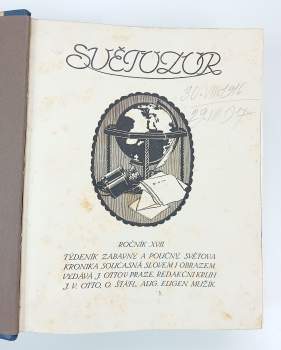 SVĚTOZOR
ROČNÍK XVII
TÝDENÍK ZÁBAVNÝ A POUČNÝ. SVĚTOVÁ
KRONIKA SOUČASNÁ SLOVEM I OBRAZEM
VYDÁVÁ J. OTTO V PRAZE. REDAKČNÍ KRUH
J. V. OTTO, O. ŠTÁFL, AUG. EUGEN MUŽÍK.